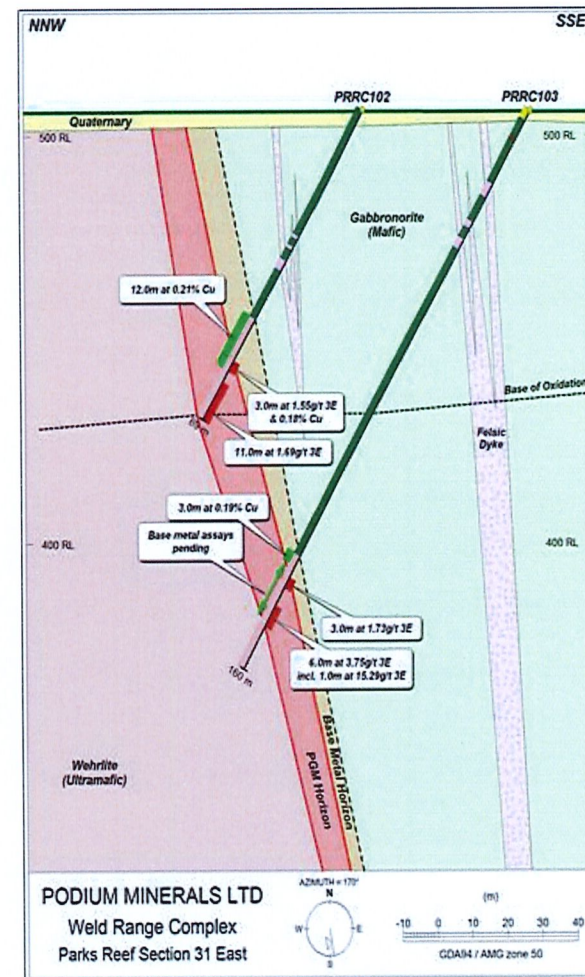 NNW
SSE
PRRC102
PRRC103
Quaternary
500 RL
500 RL
Gabbronorite
(Mafic)
12.0m at 0.21% Cu
Base of Oxidation
3.0m at 1.55g/t 3E
& 0.18% Cu
Felsic
Dyke
11.0m at 1.69g/t 3E
3.0m at 0.19% Cu
400 RL
400 RL
Base metal assays
pending
3.0m at 1.73g/t 3E
6.0m at 3.75g/t 3E
incl. 1.0m at 15.29g/t 3E
160 m
Wehrlite
(Ultramafic)
PGM Horizon
Base Metal Horizon
PODIUM MINERALS LTD
Weld Range Complex
Parks Reef Section 31 East
AZIMUTH = 170°
N
W
E
S
(m)
-10 0 10 20 30 40
GDA94 / AMG zone 50